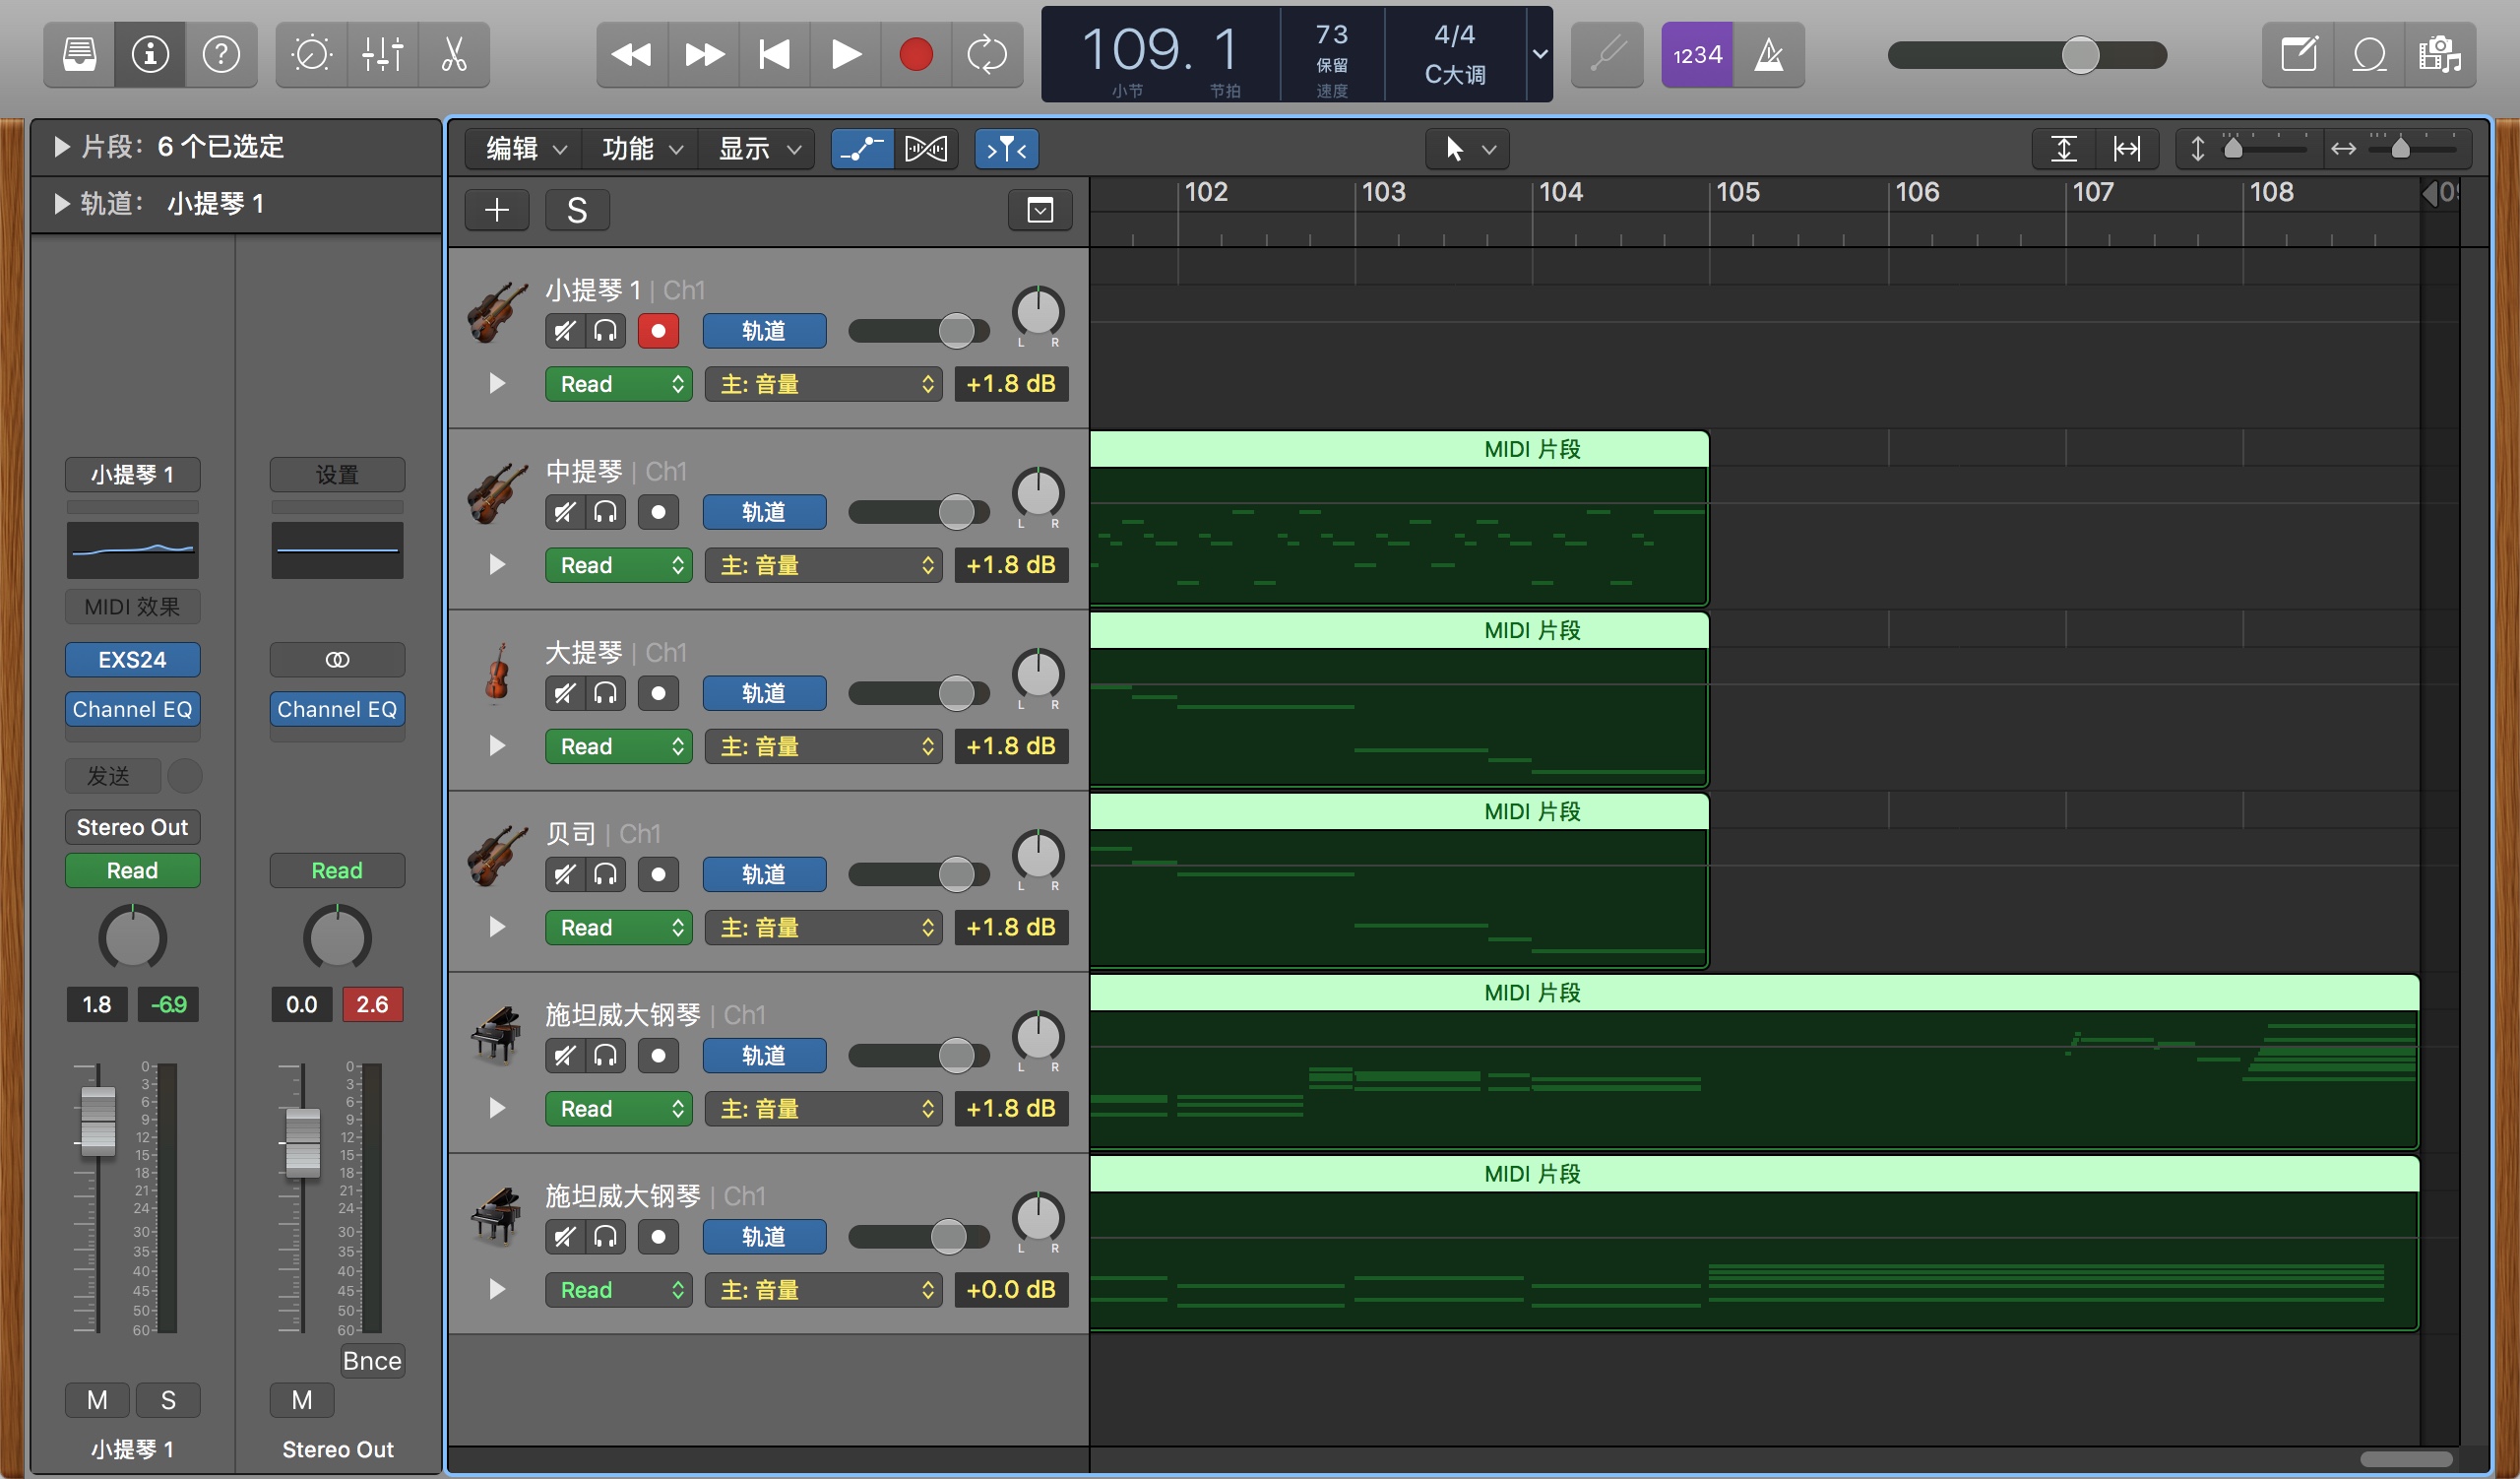 109. 1
小节 节拍
73
保留
速度
4/4
C大调
1234
片段: 6 个已选定
轨道: 小提琴 1
编辑 功能 显示
S
102 103 104 105 106 107 108
小提琴 1 | Ch1
轨道
L R
Read 主: 音量 +1.8 dB
中提琴 | Ch1
轨道
L R
Read 主: 音量 +1.8 dB
MIDI 片段
大提琴 | Ch1
轨道
L R
Read 主: 音量 +1.8 dB
MIDI 片段
贝司 | Ch1
轨道
L R
Read 主: 音量 +1.8 dB
MIDI 片段
施坦威大钢琴 | Ch1
轨道
L R
Read 主: 音量 +1.8 dB
MIDI 片段
施坦威大钢琴 | Ch1
轨道
L R
Read 主: 音量 +0.0 dB
MIDI 片段
小提琴 1
MIDI 效果
EXS24
Channel EQ
发送
Stereo Out
Read
1.8 -6.9
0
3
6
9
12
15
18
21
24
30
35
40
45
50
60
M S
小提琴 1
设置
Channel EQ
Read
0.0 2.6
0
3
6
9
12
15
18
21
24
30
35
40
45
50
60
Bnce
M
Stereo Out